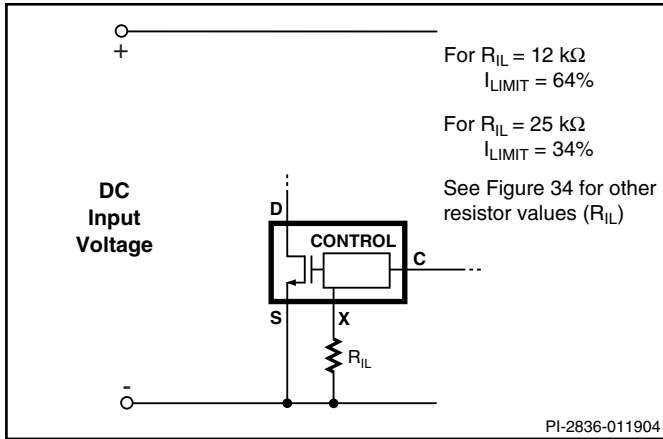 +
For R_IL = 12 kΩ
I_LIMIT = 64%
For R_IL = 25 kΩ
I_LIMIT = 34%
See Figure 34 for other
resistor values (R_IL)
DC
Input
Voltage
D
CONTROL
C
S
X
R_IL
-
PI-2836-011904